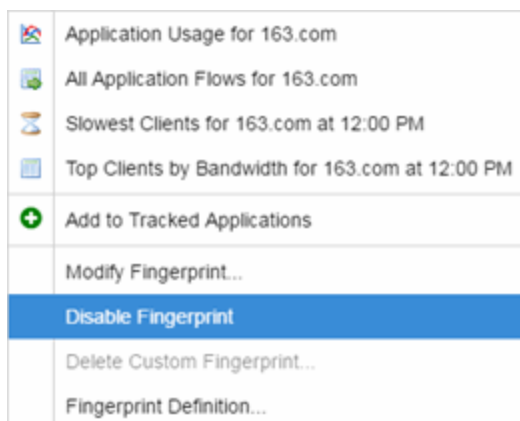 Application Usage for 163.com
All Application Flows for 163.com
Slowest Clients for 163.com at 12:00 PM
Top Clients by Bandwidth for 163.com at 12:00 PM
Add to Tracked Applications
Modify Fingerprint...
Disable Fingerprint
Delete Custom Fingerprint...
Fingerprint Definition...